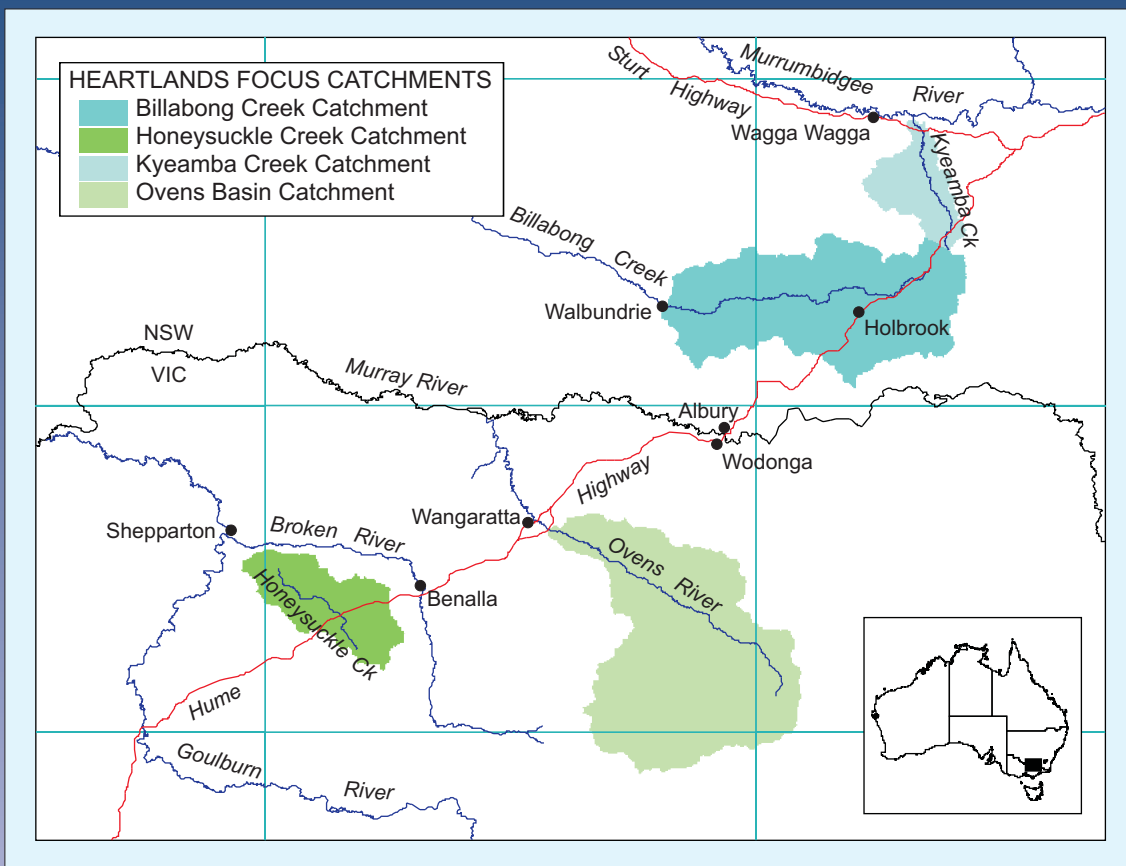 HEARTLANDS FOCUS CATCHMENTS
Billabong Creek Catchment
Honeysuckle Creek Catchment
Kyeamba Creek Catchment
Ovens Basin Catchment
Sturt Highway
Murrumbidgee River
Wagga Wagga
Kyeamba Ck
Billabong Creek
Walbundrie
Holbrook
NSW
VIC
Murray River
Albury
Wodonga
Hume Highway
Wangaratta
Shepparton
Broken River
Ovens River
Benalla
Honeysuckle Ck
Goulburn River